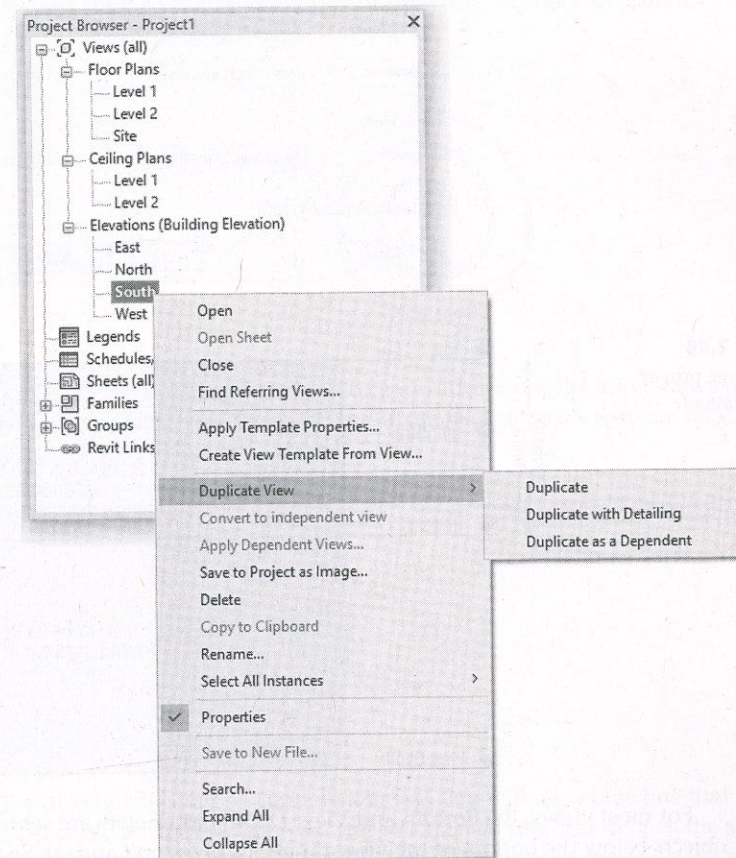 Project Browser - Project1
Views (all)
Floor Plans
Level 1
Level 2
Site
Ceiling Plans
Level 1
Level 2
Elevations (Building Elevation)
East
North
South
West
Legends
Schedules
Sheets (all)
Families
Groups
Revit Links
Open
Open Sheet
Close
Find Referring Views...
Apply Template Properties...
Create View Template From View...
Duplicate View
Convert to independent view
Apply Dependent Views...
Save to Project as Image...
Delete
Copy to Clipboard
Rename...
Select All Instances
Properties
Save to New File...
Search...
Expand All
Collapse All
Duplicate
Duplicate with Detailing
Duplicate as a Dependent